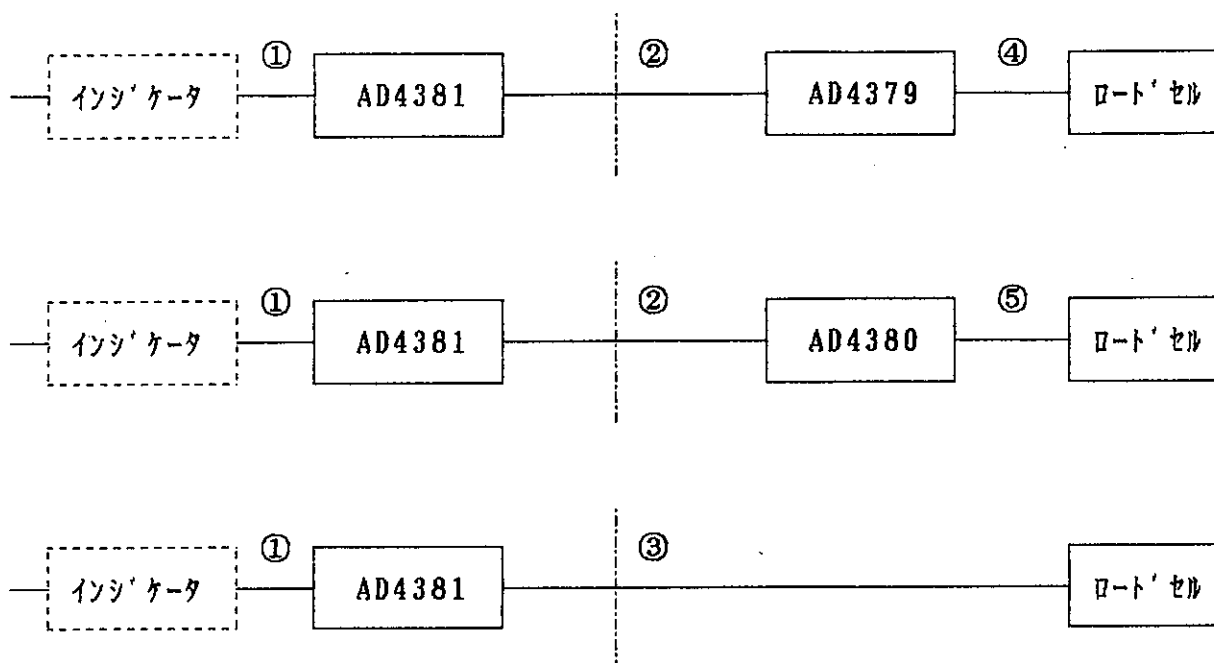 ① ② ④
インジケータ AD4381 AD4379 ロードセル
① ② ⑤
インジケータ AD4381 AD4380 ロードセル
① ③
インジケータ AD4381 ロードセル